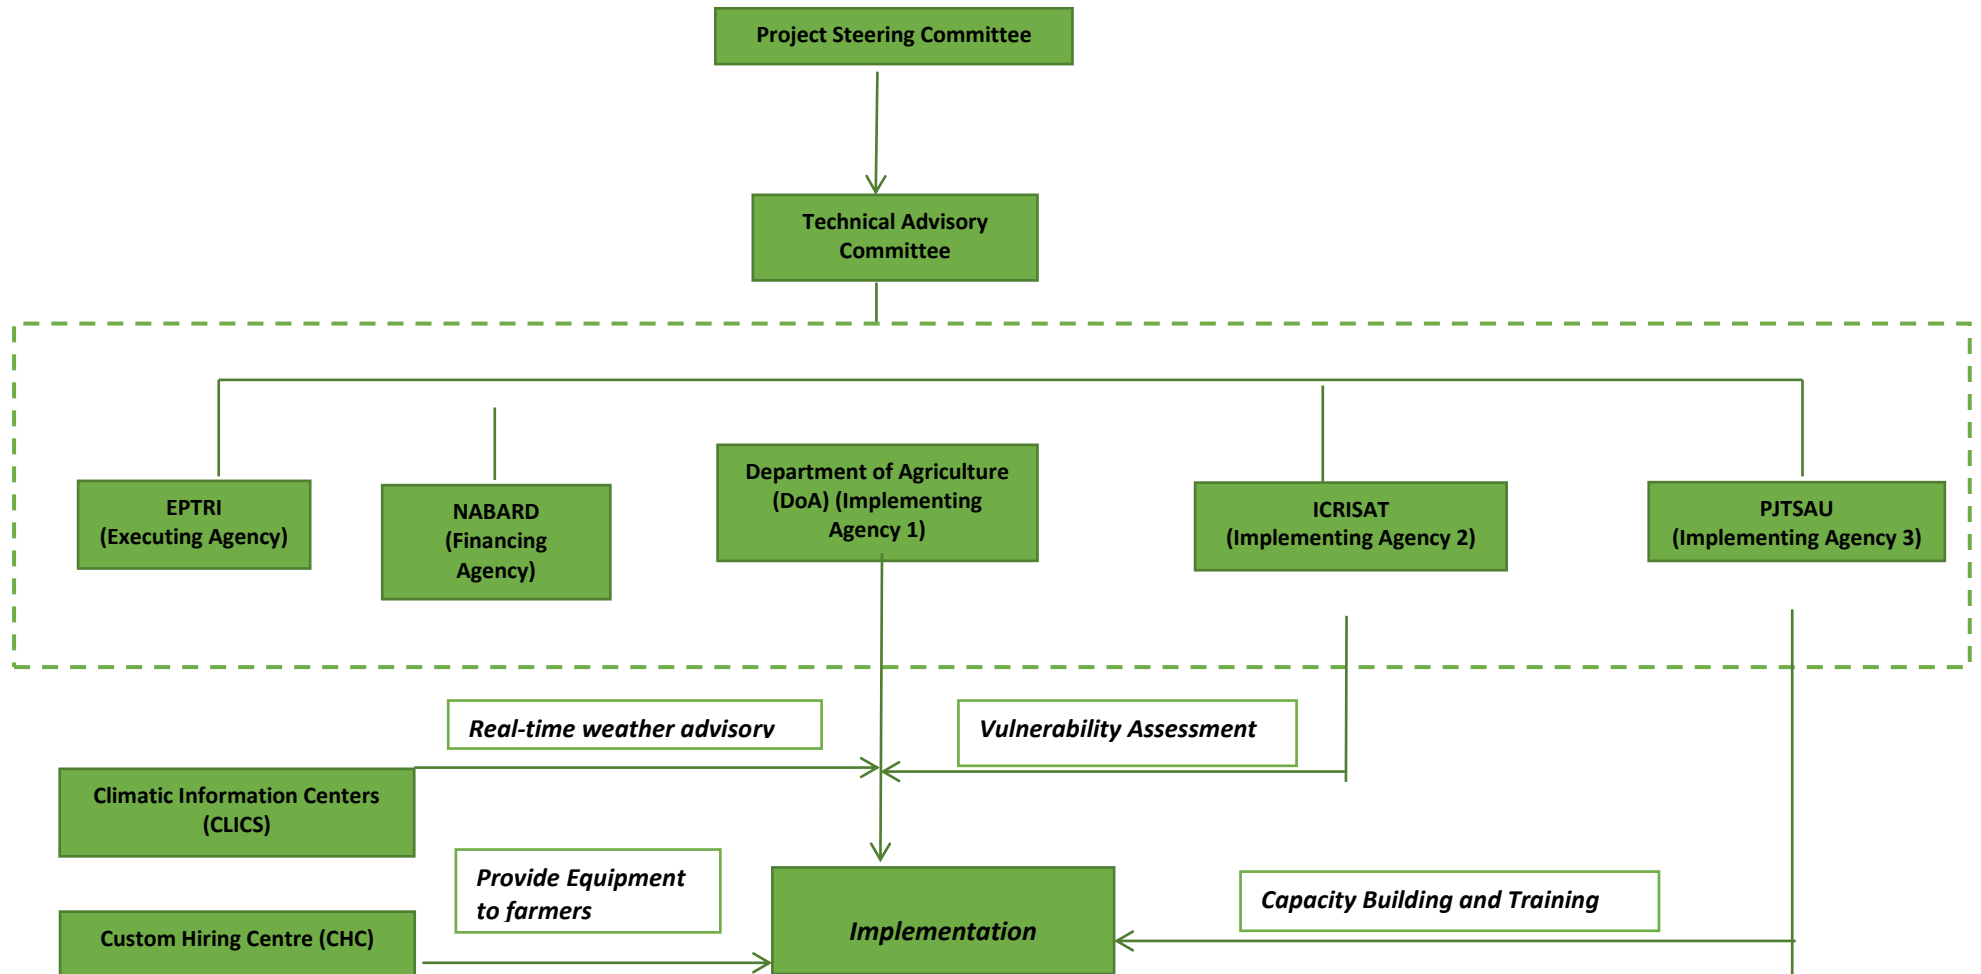 Project Steering Committee
Technical Advisory
Committee
EPTRI
(Executing Agency)
NABARD
(Financing
Agency)
Department of Agriculture
(DoA) (Implementing
Agency 1)
ICRISAT
(Implementing Agency 2)
PJTSAU
(Implementing Agency 3)
Real-time weather advisory
Vulnerability Assessment
Climatic Information Centers
(CLICS)
Provide Equipment
to farmers
Capacity Building and Training
Custom Hiring Centre (CHC)
Implementation